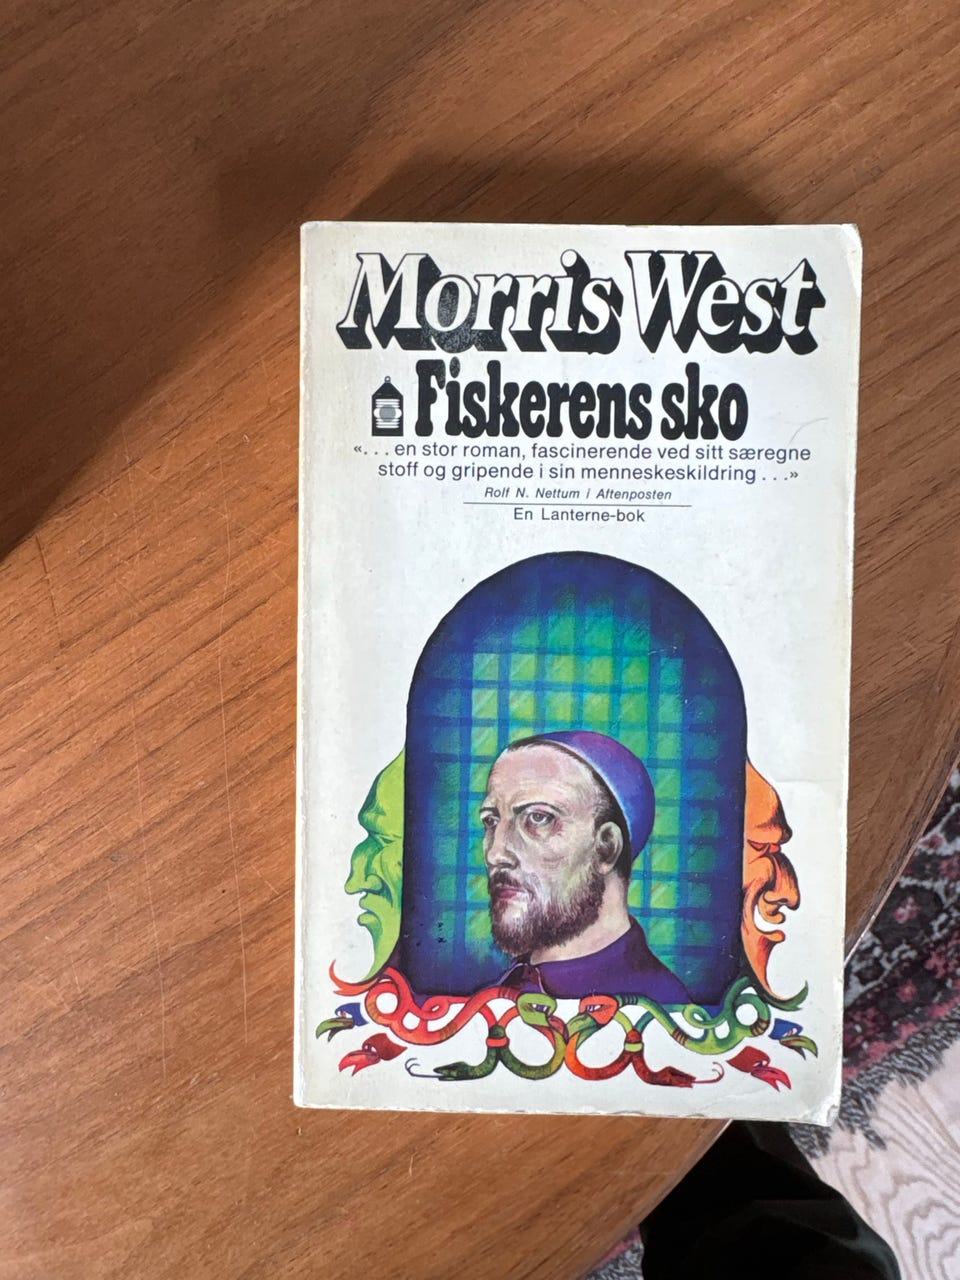 Morris West
Fiskerens sko
«. . . en stor roman, fascinerende ved sitt særegne
stoff og gripende i sin menneskeskildring . . .»
Rolf N. Nettum i Aftenposten
En Lanterne-bok